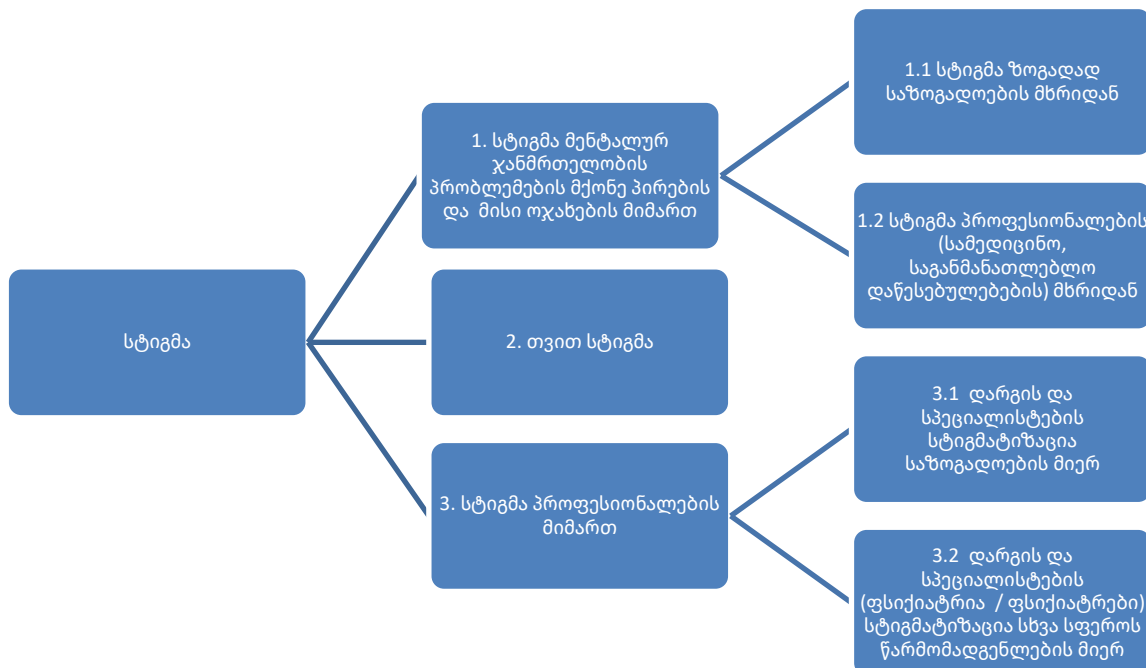 სტიგმა
1. სტიგმა მენტალურ
ჯანმრთელობის
პრობლემების მქონე პირების
და მისი ოჯახების მიმართ
1.1 სტიგმა ზოგადად
საზოგადოების მხრიდან
1.2 სტიგმა პროფესიონალების
(სამედიცინო,
საგანმანათლებლო
დაწესებულებების) მხრიდან
2. თვით სტიგმა
3. სტიგმა პროფესიონალების
მიმართ
3.1 დარგის და
სპეციალისტების
სტიგმატიზაცია
საზოგადოების მიერ
3.2 დარგის და
სპეციალისტების
(ფსიქიატრია / ფსიქიატრები)
სტიგმატიზაცია სხვა სფეროს
წარმომადგენლების მიერ